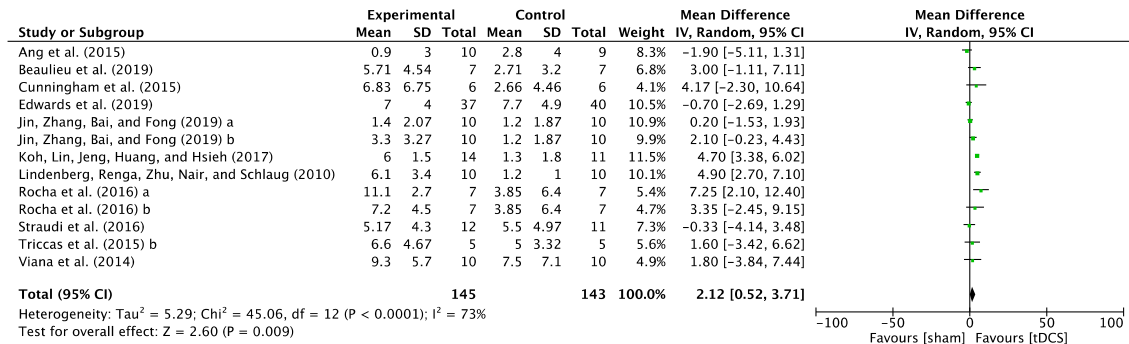 Experimental Control Mean Difference Mean Difference
Study or Subgroup Mean SD Total Mean SD Total Weight IV, Random, 95% CI IV, Random, 95% CI
Ang et al. (2015) 0.9 3 10 2.8 4 9 8.3% −1.90 [−5.11, 1.31]
Beaulieu et al. (2019) 5.71 4.54 7 2.71 3.2 7 6.8% 3.00 [−1.11, 7.11]
Cunningham et al. (2015) 6.83 6.75 6 2.66 4.46 6 4.1% 4.17 [−2.30, 10.64]
Edwards et al. (2019) 7 4 37 7.7 4.9 40 10.5% −0.70 [−2.69, 1.29]
Jin, Zhang, Bai, and Fong (2019) a 1.4 2.07 10 1.2 1.87 10 10.9% 0.20 [−1.53, 1.93]
Jin, Zhang, Bai, and Fong (2019) b 3.3 3.27 10 1.2 1.87 10 9.9% 2.10 [−0.23, 4.43]
Koh, Lin, Jeng, Huang, and Hsieh (2017) 6 1.5 14 1.3 1.8 11 11.5% 4.70 [3.38, 6.02]
Lindenberg, Renga, Zhu, Nair, and Schlaug (2010) 6.1 3.4 10 1.2 1 10 10.1% 4.90 [2.70, 7.10]
Rocha et al. (2016) a 11.1 2.7 7 3.85 6.4 7 5.4% 7.25 [2.10, 12.40]
Rocha et al. (2016) b 7.2 4.5 7 3.85 6.4 7 4.7% 3.35 [−2.45, 9.15]
Straudi et al. (2016) 5.17 4.3 12 5.5 4.97 11 7.3% −0.33 [−4.14, 3.48]
Triccas et al. (2015) b 6.6 4.67 5 5 3.32 5 5.6% 1.60 [−3.42, 6.62]
Viana et al. (2014) 9.3 5.7 10 7.5 7.1 10 4.9% 1.80 [−3.84, 7.44]
Total (95% CI) 145 143 100.0% 2.12 [0.52, 3.71]
Heterogeneity: Tau² = 5.29; Chi² = 45.06, df = 12 (P < 0.0001); I² = 73%
Test for overall effect: Z = 2.60 (P = 0.009)
−100 −50 0 50 100
Favours [sham] Favours [tDCS]